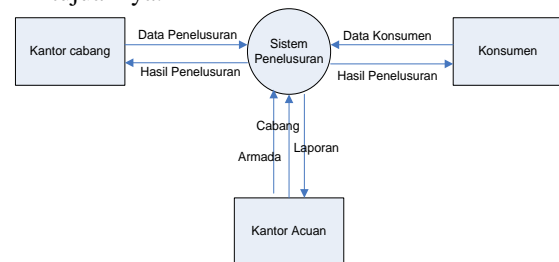 Kantor cabang
Data Penelusuran
Hasil Penelusuran
Sistem
Penelusuran
Data Konsumen
Hasil Penelusuran
Konsumen
Cabang
Armada
Laporan
Kantor Acuan